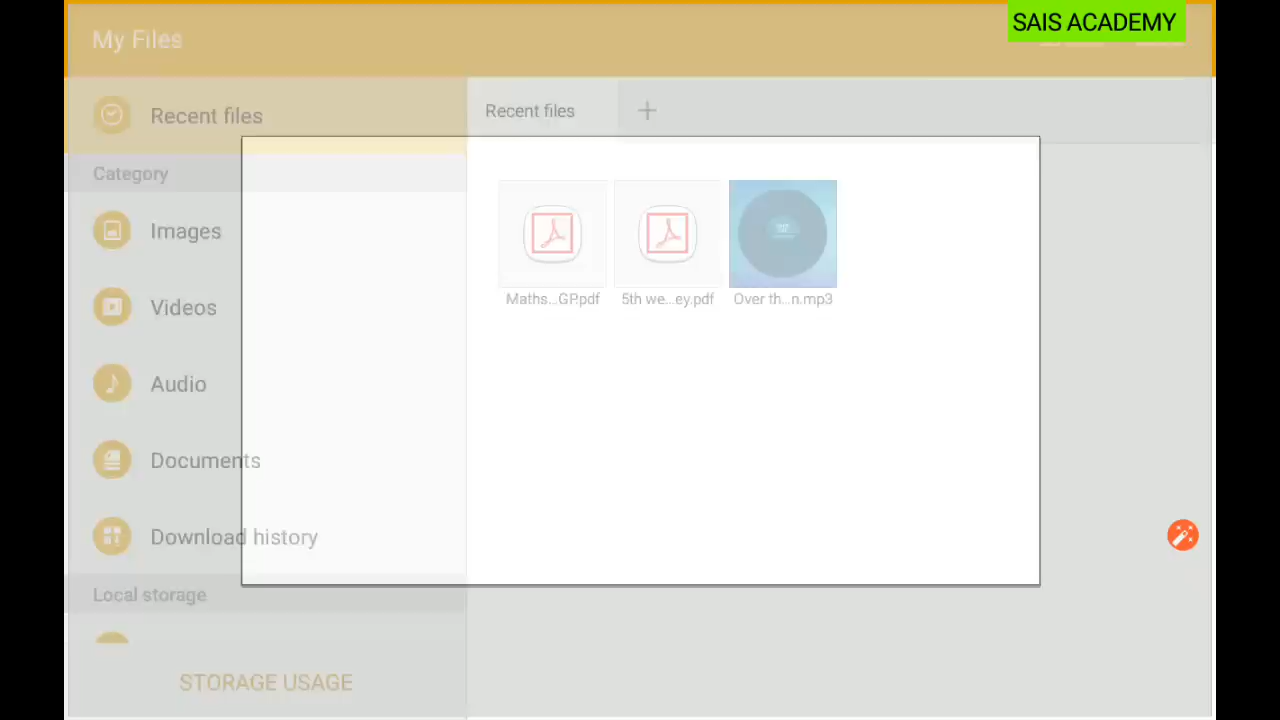 SAIS ACADEMY
My Files
Recent files
Recent files +
Category
Images
Videos
Audio
Documents
Download history
Local storage
STORAGE USAGE
Maths...GP.pdf
5th we...ey.pdf
Over th...n.mp3